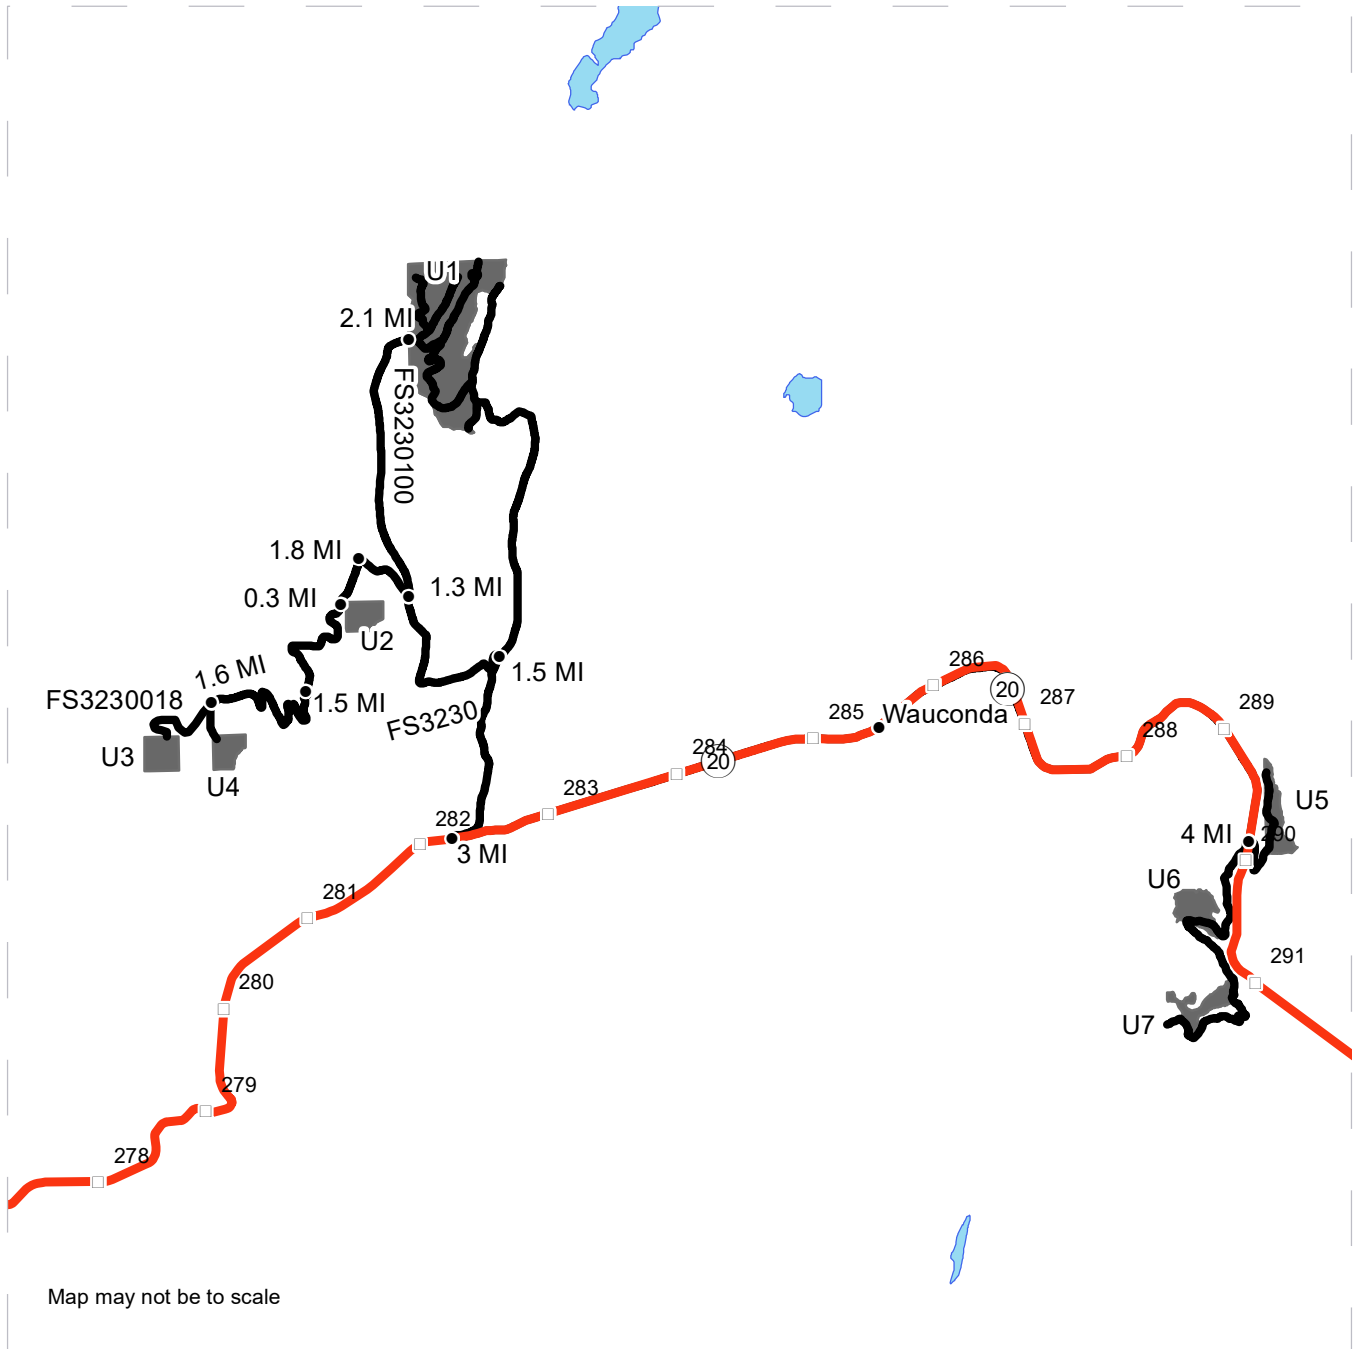 U1
2.1 MI
FS3230100
1.8 MI
1.3 MI
0.3 MI
U2
1.6 MI
1.5 MI
FS3230018
1.5 MI
FS3230
U3
U4
286
20
287
285
Wauconda
289
288
284
20
283
U5
282
4 MI
290
3 MI
U6
281
291
280
U7
279
278
Map may not be to scale